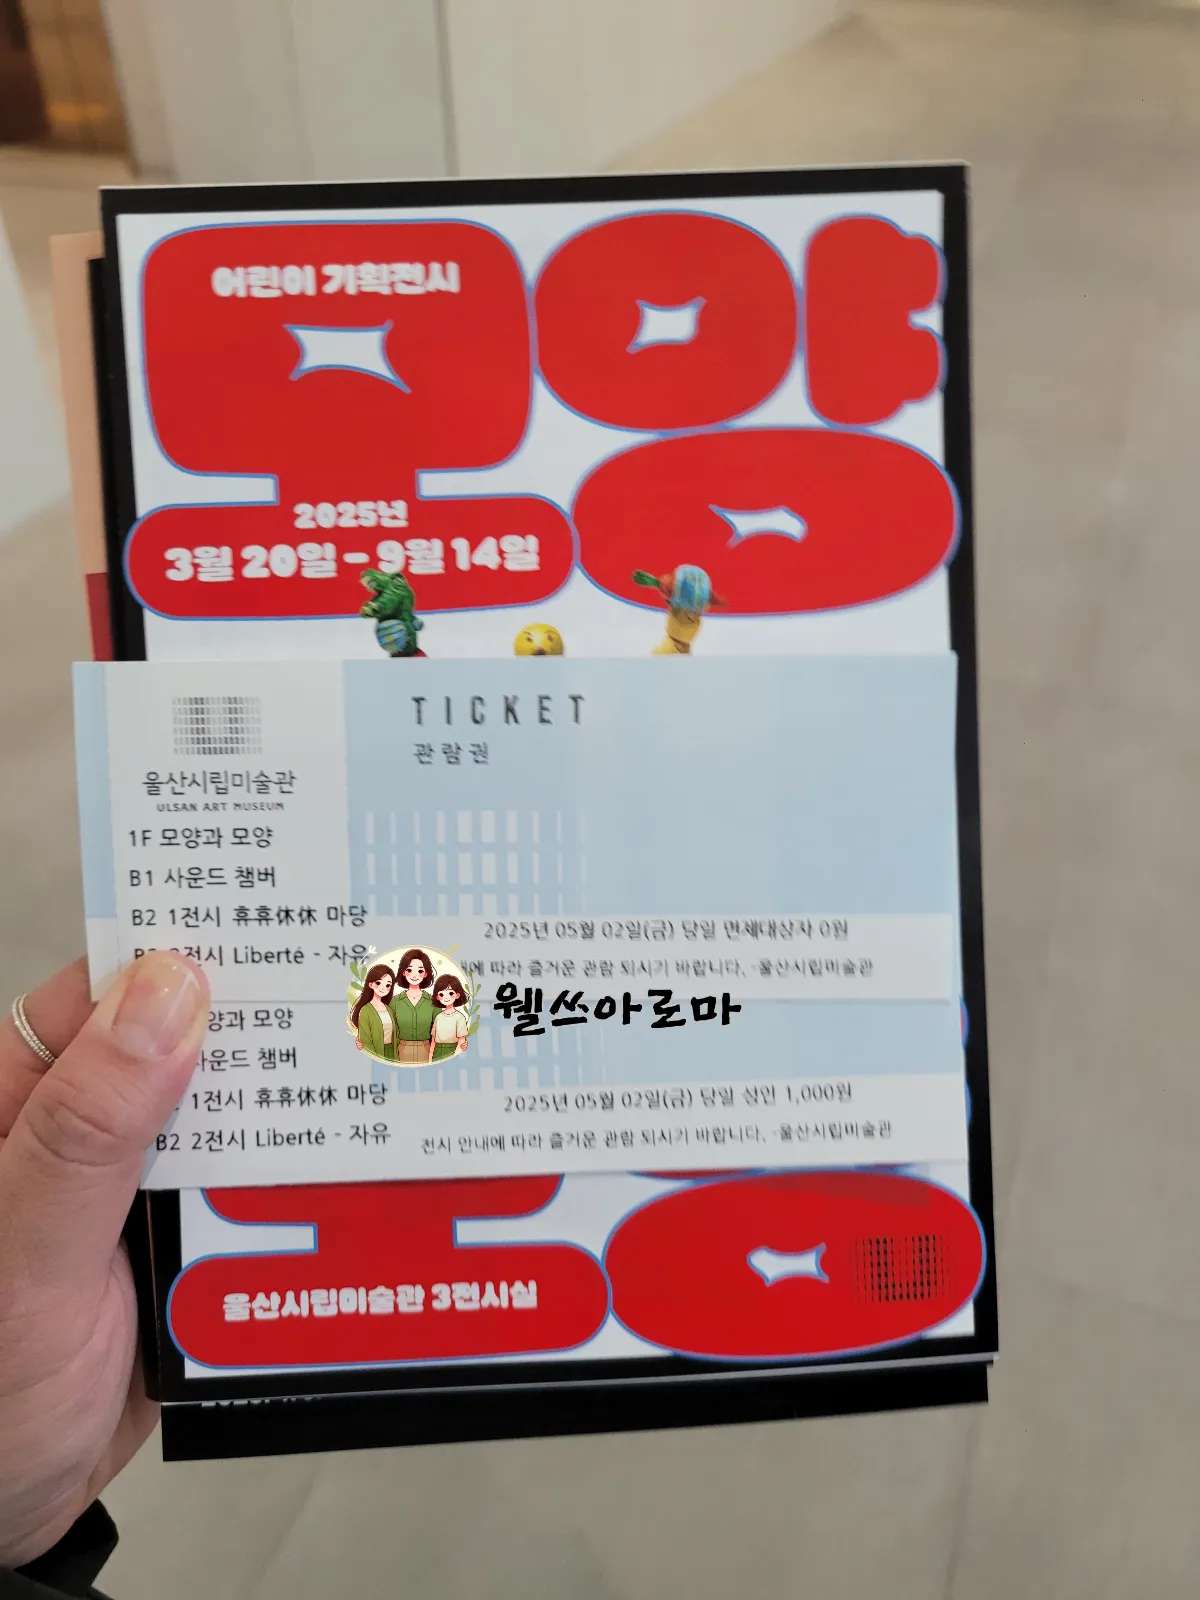 어린이 기획전시
모양
2025년
3월 20일 - 9월 14일
TICKET
관람권
울산시립미술관
ULSAN ART MUSEUM
1F 모양과 모양
B1 사운드 챔버
B2 1전시 휴휴休休 마당
2025년 05월 02일(금) 당일 면제대상자 0원
전시 Liberté - 자유
에 따라 즐거운 관람 되시기 바랍니다, -울산시립미술관
웰쓰아로마
양과 모양
사운드 챔버
1전시 휴휴休休 마당
2025년 05월 02일(금) 당일 성인 1,000원
B2 2전시 Liberté - 자유
전시 안내에 따라 즐거운 관람 되시기 바랍니다, -울산시립미술관
울산시립미술관 3전시실